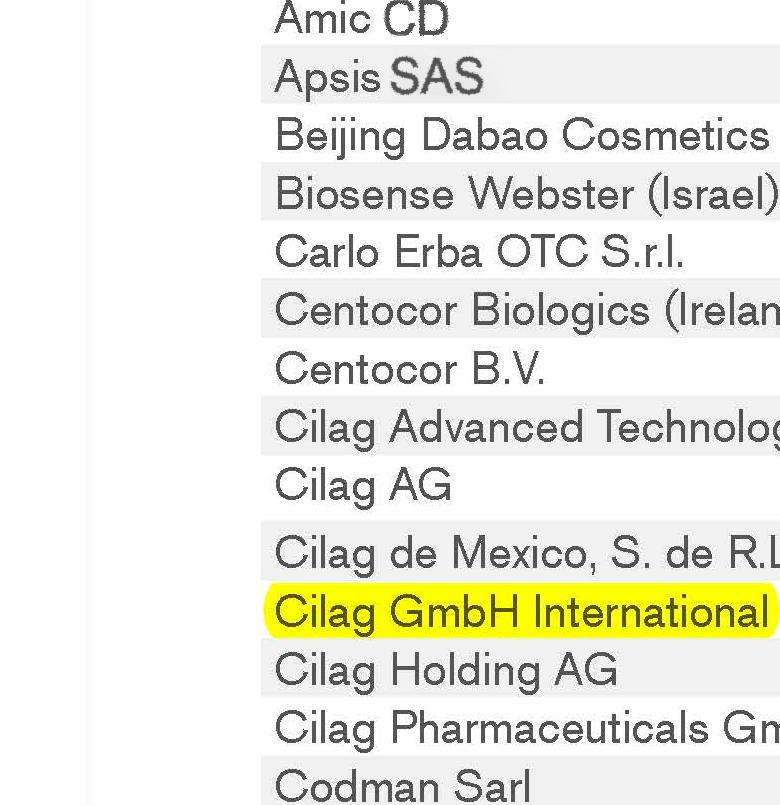 Amic CD
Apsis SAS
Beijing Dabao Cosmetics
Biosense Webster (Israel)
Carlo Erba OTC S.r.l.
Centocor Biologics (Irelan
Centocor B.V.
Cilag Advanced Technolog
Cilag AG
Cilag de Mexico, S. de R.L
Cilag GmbH International
Cilag Holding AG
Cilag Pharmaceuticals Gm
Codman Sarl